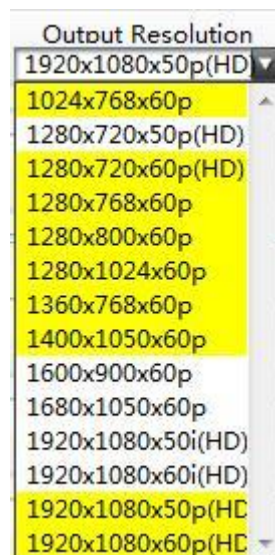 Output Resolution
1920x1080x50p(HD)
1024x768x60p
1280x720x50p(HD)
1280x720x60p(HD)
1280x768x60p
1280x800x60p
1280x1024x60p
1360x768x60p
1400x1050x60p
1600x900x60p
1680x1050x60p
1920x1080x50i(HD)
1920x1080x60i(HD)
1920x1080x50p(HD
1920x1080x60p(HD